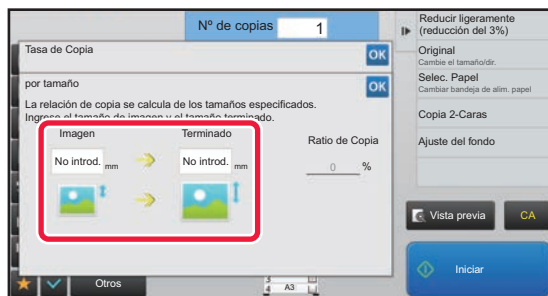 Nº de copias 1
Tasa de Copia
OK
por tamaño
OK
La relación de copia se calcula de los tamaños especificados.
Ingrese el tamaño de imagen y el tamaño terminado.
Imagen Terminado
Ratio de Copia
No introd. mm No introd. mm
0 %
Otros
3
4 A3
Reducir ligeramente
(reducción del 3%)
Original
Cambie el tamaño/dir.
Selec. Papel
Cambiar bandeja de alim. papel
Copia 2-Caras
Ajuste del fondo
Vista previa CA
Iniciar